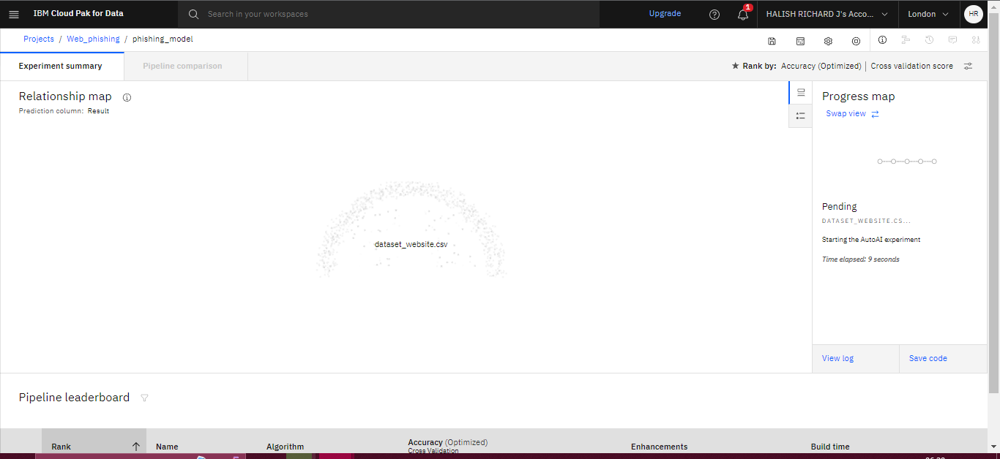 IBM Cloud Pak for Data
Search in your workspaces
Upgrade
1
HALISH RICHARD J's Acco...
London
HR
Projects / Web_phishing / phishing_model
Experiment summary
Pipeline comparison
Rank by: Accuracy (Optimized) | Cross validation score
Relationship map
Prediction column: Result
dataset_website.csv
Progress map
Swap view
Pending
DATASET_WEBSITE.CS...
Starting the AutoAI experiment
Time elapsed: 9 seconds
View log
Save code
Pipeline leaderboard
Rank
Name
Algorithm
Accuracy (Optimized)
Cross Validation
Enhancements
Build time